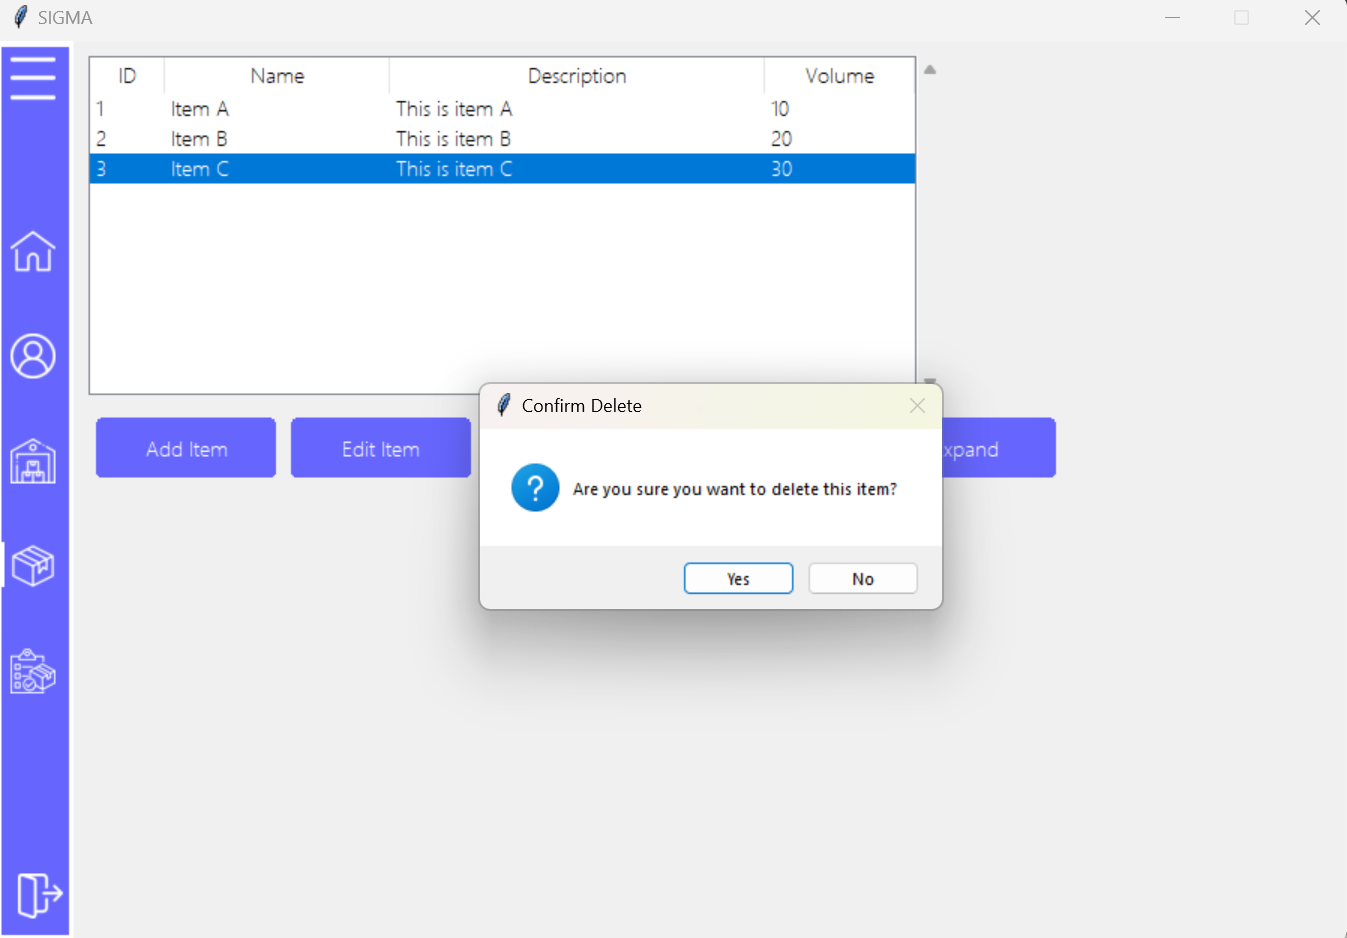 SIGMA
ID Name Description Volume
1 Item A This is item A 10
2 Item B This is item B 20
3 Item C This is item C 30
Confirm Delete
Add Item Edit Item xpand
Are you sure you want to delete this item?
Yes No